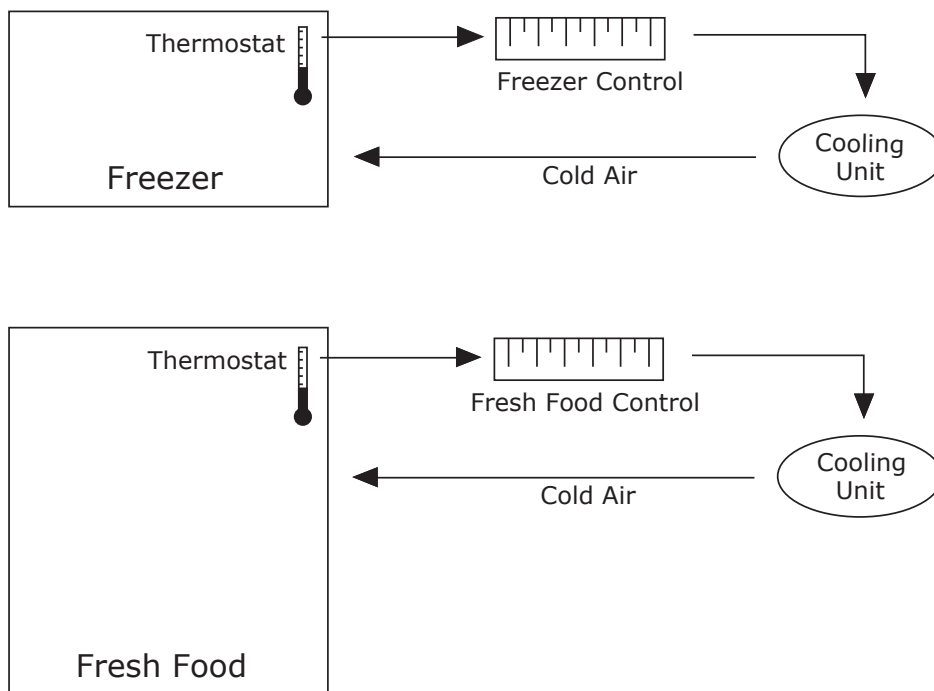 Thermostat
Freezer Control
Cooling
Unit
Cold Air
Freezer
Thermostat
Fresh Food Control
Cooling
Unit
Cold Air
Fresh Food